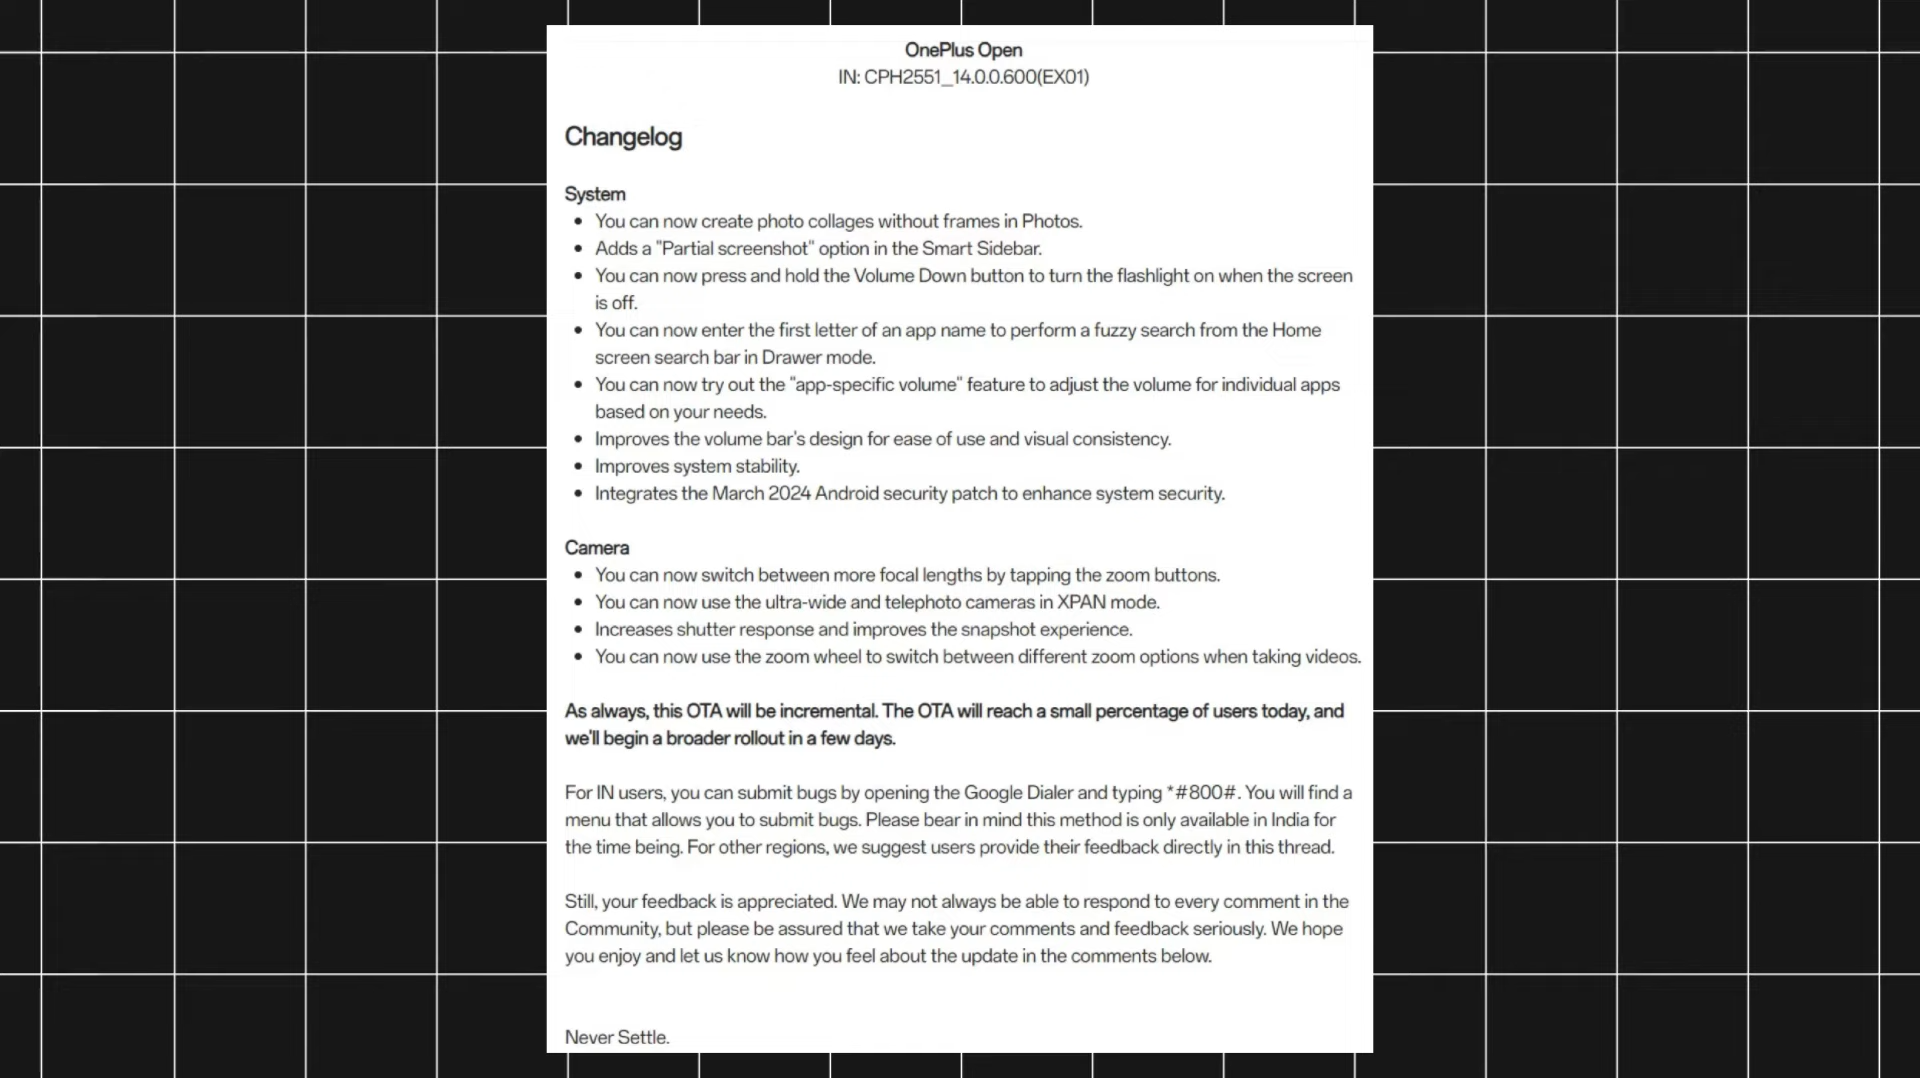 OnePlus Open
IN: CPH2551_14.0.0.600(EX01)
Changelog
System
• You can now create photo collages without frames in Photos.
• Adds a "Partial screenshot" option in the Smart Sidebar.
• You can now press and hold the Volume Down button to turn the flashlight on when the screen
is off.
• You can now enter the first letter of an app name to perform a fuzzy search from the Home
screen search bar in Drawer mode.
• You can now try out the "app-specific volume" feature to adjust the volume for individual apps
based on your needs.
• Improves the volume bar's design for ease of use and visual consistency.
• Improves system stability.
• Integrates the March 2024 Android security patch to enhance system security.
Camera
• You can now switch between more focal lengths by tapping the zoom buttons.
• You can now use the ultra-wide and telephoto cameras in XPAN mode.
• Increases shutter response and improves the snapshot experience.
• You can now use the zoom wheel to switch between different zoom options when taking videos.
As always, this OTA will be incremental. The OTA will reach a small percentage of users today, and
we'll begin a broader rollout in a few days.
For IN users, you can submit bugs by opening the Google Dialer and typing *#800#. You will find a
menu that allows you to submit bugs. Please bear in mind this method is only available in India for
the time being. For other regions, we suggest users provide their feedback directly in this thread.
Still, your feedback is appreciated. We may not always be able to respond to every comment in the
Community, but please be assured that we take your comments and feedback seriously. We hope
you enjoy and let us know how you feel about the update in the comments below.
Never Settle.